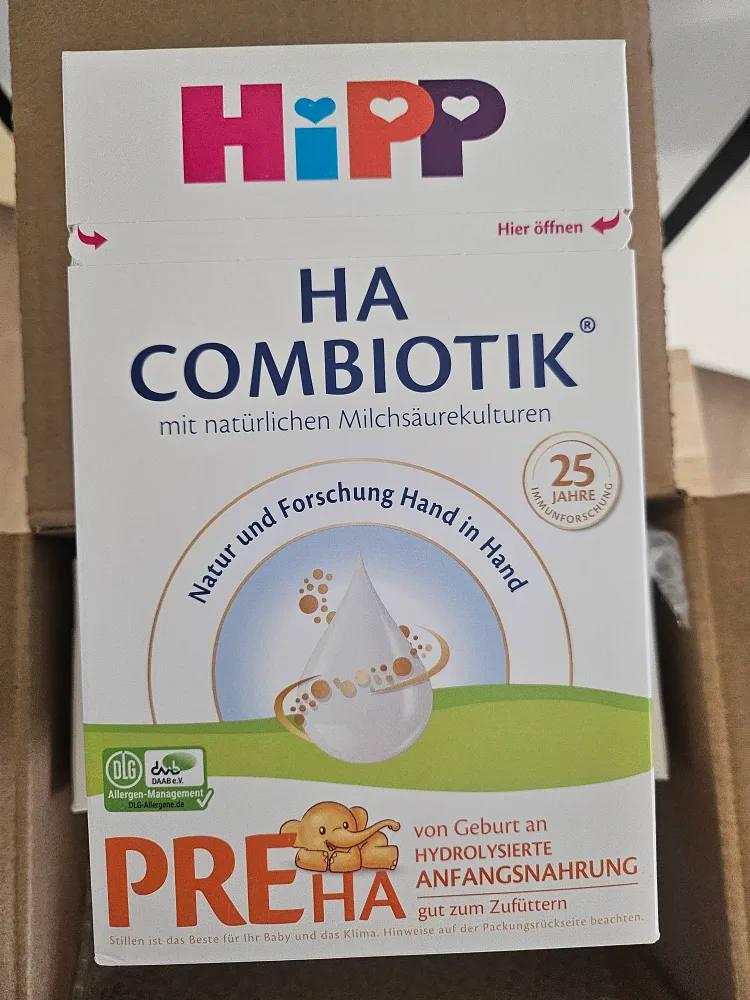 HiPP
Hier öffnen
HA
COMBIOTIK®
mit natürlichen Milchsäurekulturen
25
JAHRE
IMMUNFORSCHUNG
Natur und Forschung Hand in Hand
DLG
DAAB e.V.
Allergen-Management
DLG-Allergene.de
PRE HA
von Geburt an
HYDROLYSIERTE
ANFANGSNAHRUNG
gut zum Zufüttern
Stillen ist das Beste für Ihr Baby und das Klima. Hinweise auf der Packungsrückseite beachten.